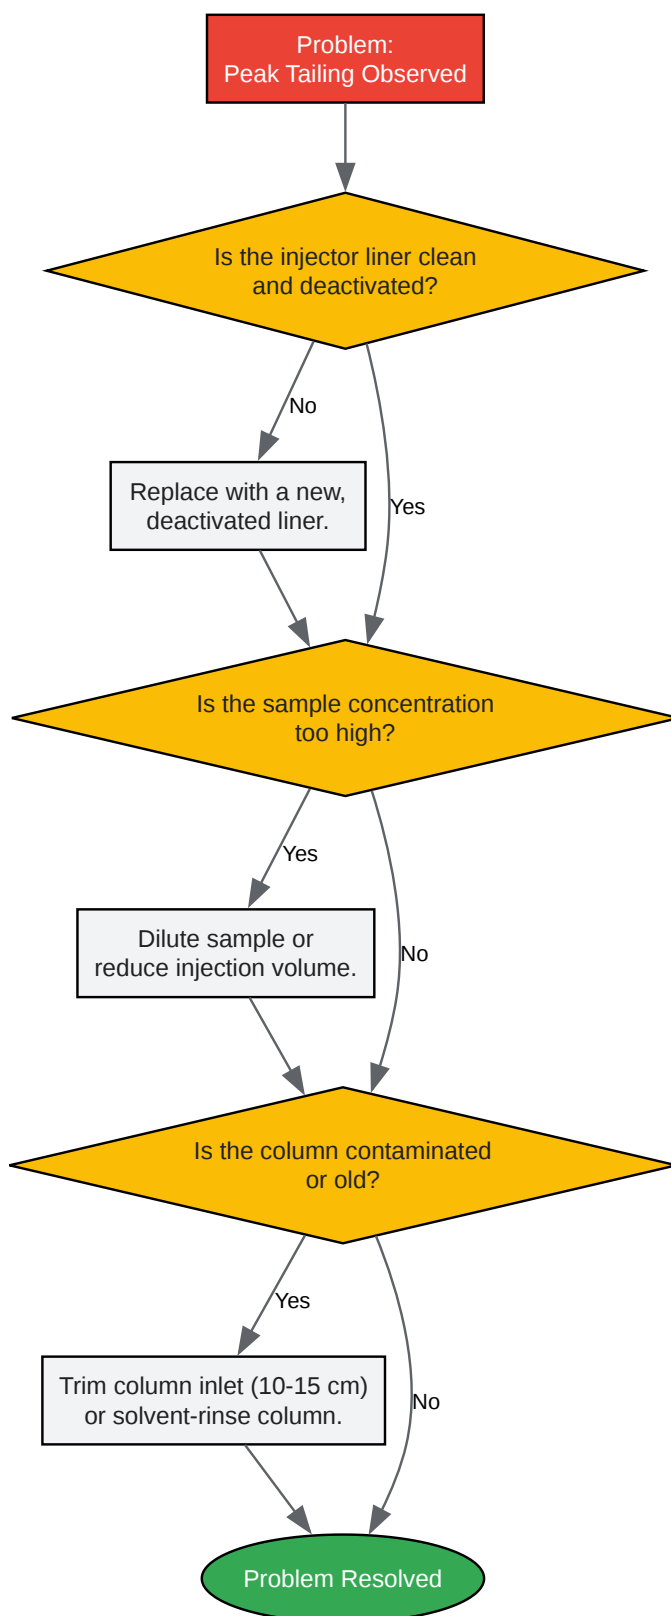 Problem:
Peak Tailing Observed
Is the injector liner clean
and deactivated?
No
Replace with a new,
deactivated liner.
Yes
Is the sample concentration
too high?
Yes
Dilute sample or
reduce injection volume.
No
Is the column contaminated
or old?
Yes
Trim column inlet (10-15 cm)
or solvent-rinse column.
No
Problem Resolved